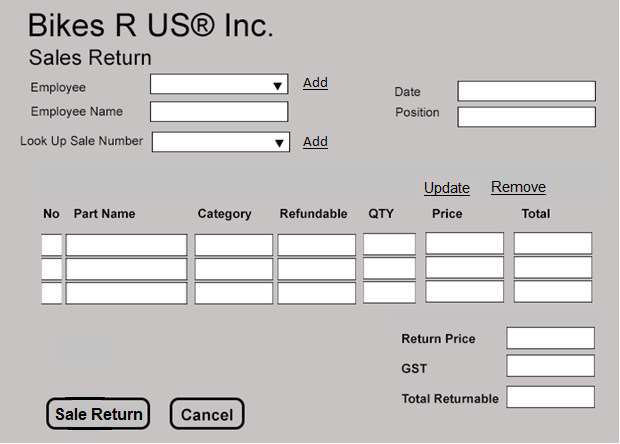 Bikes R US® Inc.
Sales Return
Employee Add Date
Employee Name Position
Look Up Sale Number Add
Update Remove
No Part Name Category Refundable QTY Price Total
Return Price
GST
Total Returnable
Sale Return Cancel